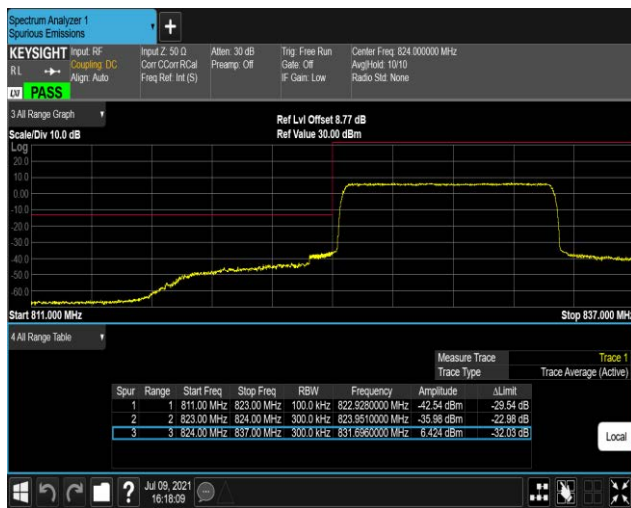 Spectrum Analyzer 1
Spurious Emissions
KEYSIGHT Input: RF Input Z: 50 Ω Atten: 30 dB Trig: Free Run Center Freq: 824.000000 MHz
RL Coupling: DC Corr CCorr RCal Preamp: Off Gate: Off Avg|Hold: 10/10
Align: Auto Freq Ref: Int (S) IF Gain: Low Radio Std: None
LXI PASS
3 All Range Graph
Ref Lvl Offset 8.77 dB
Scale/Div 10.0 dB Ref Value 30.00 dBm
Log
20.0
10.0
0.00
-10.0
-20.0
-30.0
-40.0
-50.0
-60.0
Start 811.000 MHz Stop 837.000 MHz
4 All Range Table
Measure Trace Trace 1
Trace Type Trace Average (Active)
Spur Range Start Freq Stop Freq RBW Frequency Amplitude ΔLimit
1 1 811.00 MHz 823.00 MHz 100.0 kHz 822.9280000 MHz -42.54 dBm -29.54 dB
2 2 823.00 MHz 824.00 MHz 300.0 kHz 823.9510000 MHz -35.98 dBm -22.98 dB
3 3 824.00 MHz 837.00 MHz 300.0 kHz 831.6960000 MHz 6.424 dBm -32.03 dB
Local
Jul 09, 2021
16:18:09